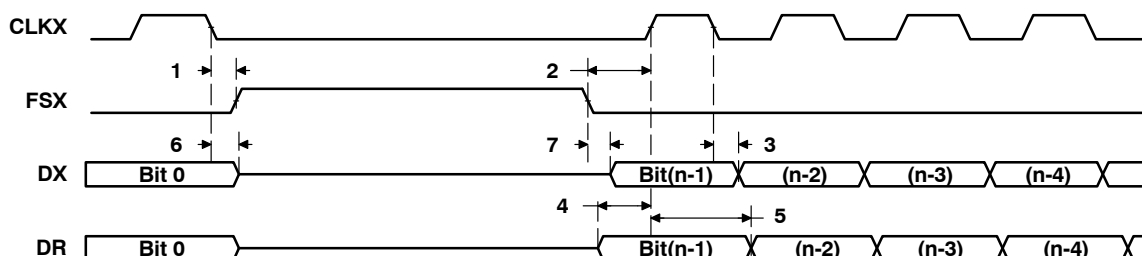 CLKX
1 2
FSX
6 7 3
DX Bit 0 Bit(n-1) (n-2) (n-3) (n-4)
4 5
DR Bit 0 Bit(n-1) (n-2) (n-3) (n-4)